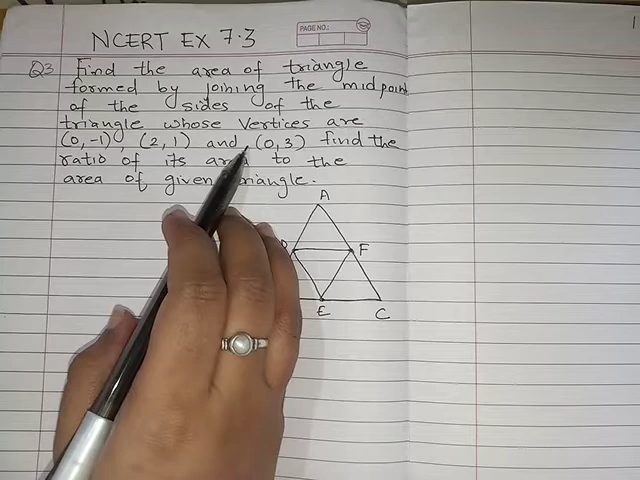 PAGE NO.:
1
NCERT EX 7.3
Q3 Find the area of triangle
formed by joining the midpoint
of the sides of the
triangle whose vertices are
(0,-1), (2,1) and (0,3) find the
ratio of its area to the
area of given triangle.
A
F
E C